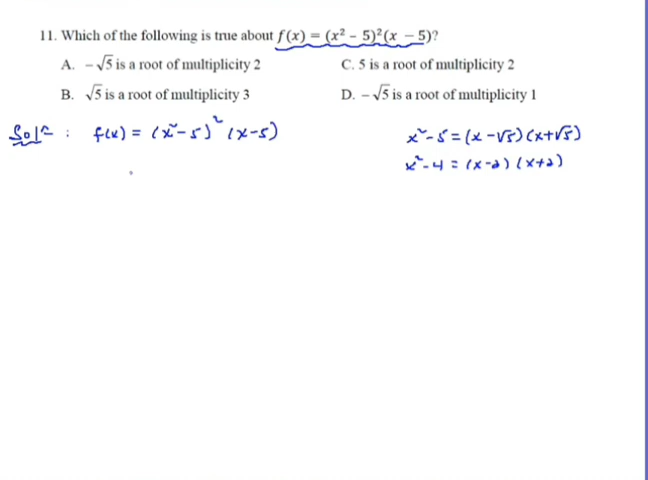 11. Which of the following is true about f(x) = (x² − 5)²(x − 5)?
A. −√5 is a root of multiplicity 2
C. 5 is a root of multiplicity 2
B. √5 is a root of multiplicity 3
D. −√5 is a root of multiplicity 1
Solⁿ : f(x) = (x²−5)² (x−5)
x²−5 = (x−√5)(x+√5)
x²−4 = (x−2)(x+2)